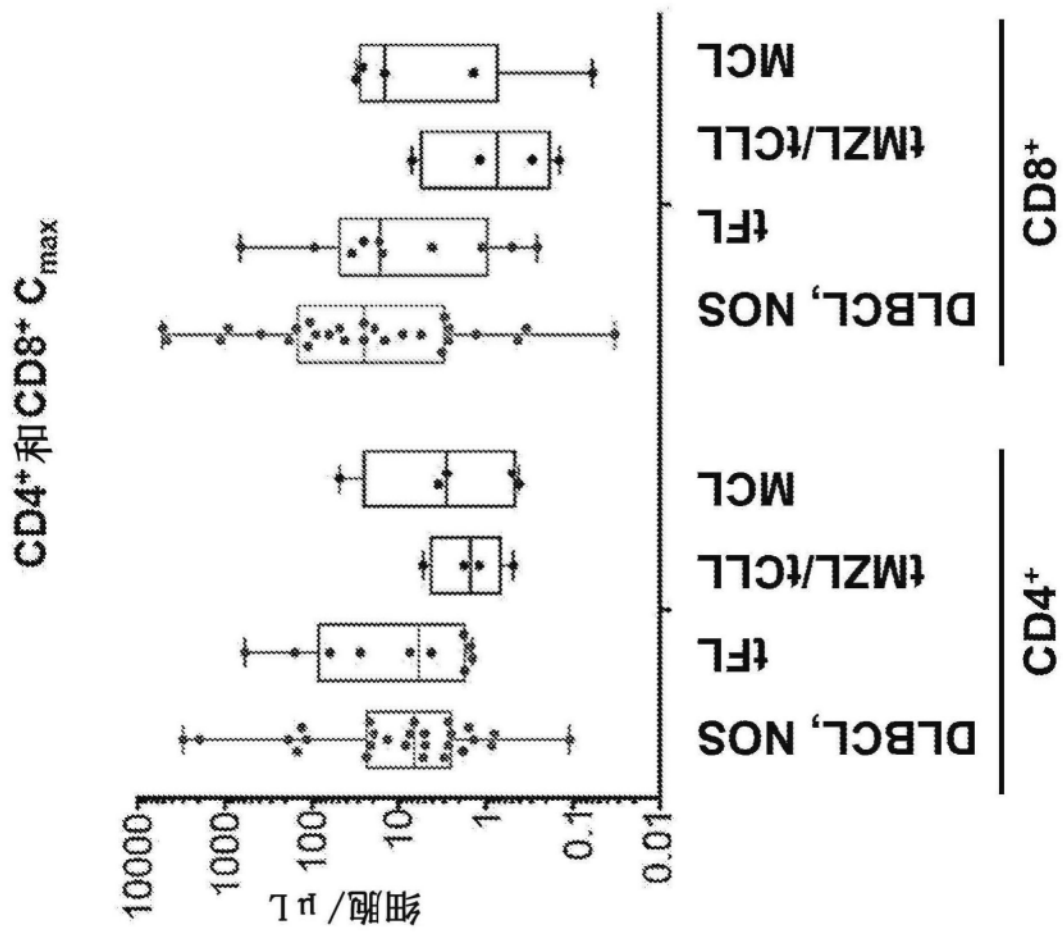 CD4⁺和CD8⁺ Cmax
细胞/μL
10000
1000
100
10
1
0.1
0.01
DLBCL, NOS
tFL
tMZL/tCLL
MCL
DLBCL, NOS
tFL
tMZL/tCLL
MCL
CD4⁺
CD8⁺